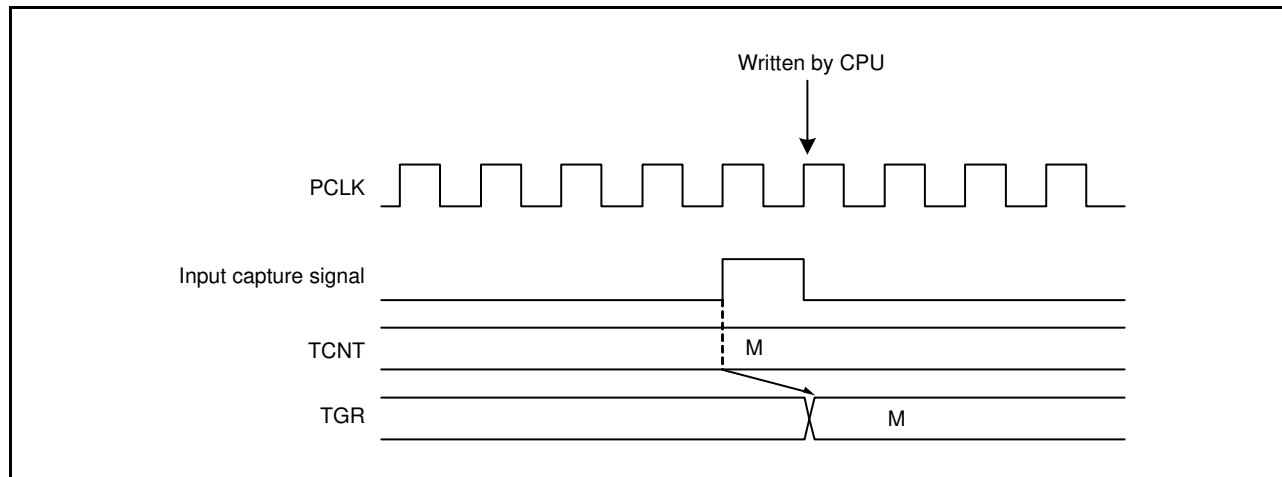 Written by CPU
PCLK
Input capture signal
TCNT
M
TGR
M